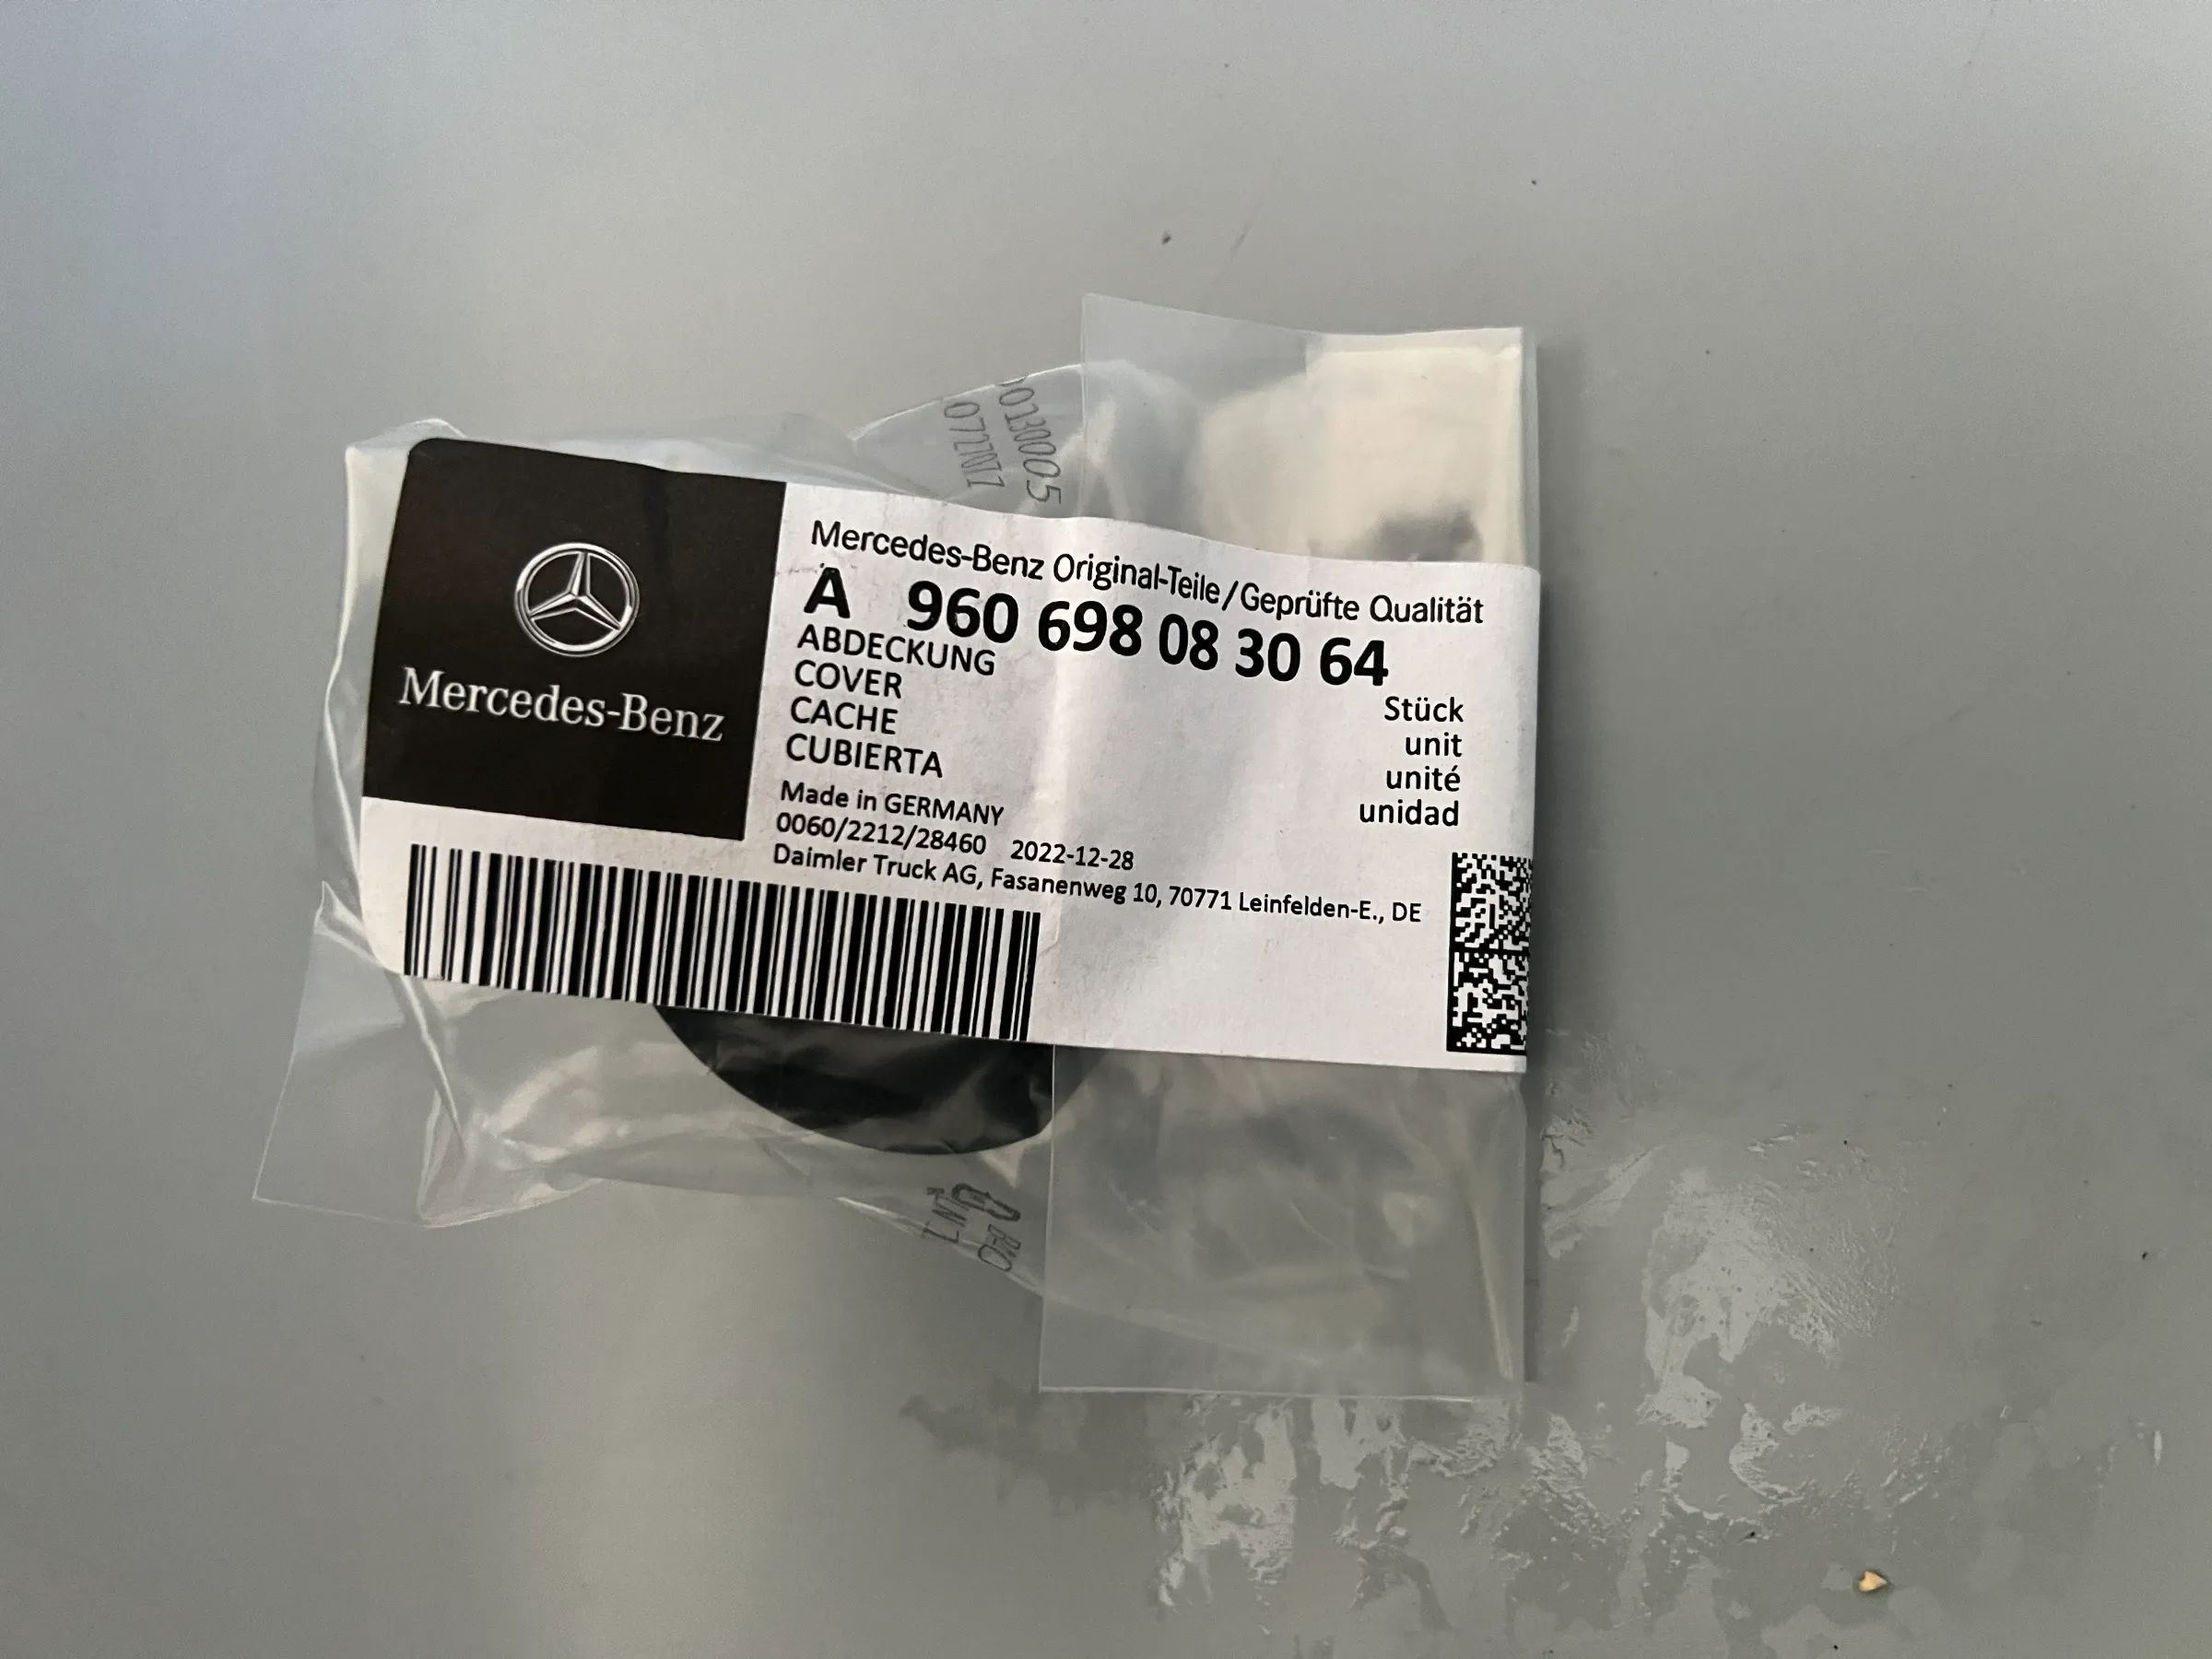 Mercedes-Benz
Mercedes-Benz Original-Teile/Geprüfte Qualität
A 960 698 08 30 64
ABDECKUNG
COVER
CACHE
CUBIERTA
Stück
unit
unité
unidad
Made in GERMANY
0060/2212/28460 2022-12-28
Daimler Truck AG, Fasanenweg 10, 70771 Leinfelden-E., DE